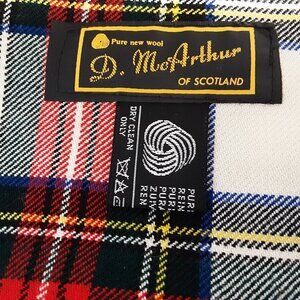 Pure new wool
D. McArthur
OF SCOTLAND
DRY CLEAN
ONLY